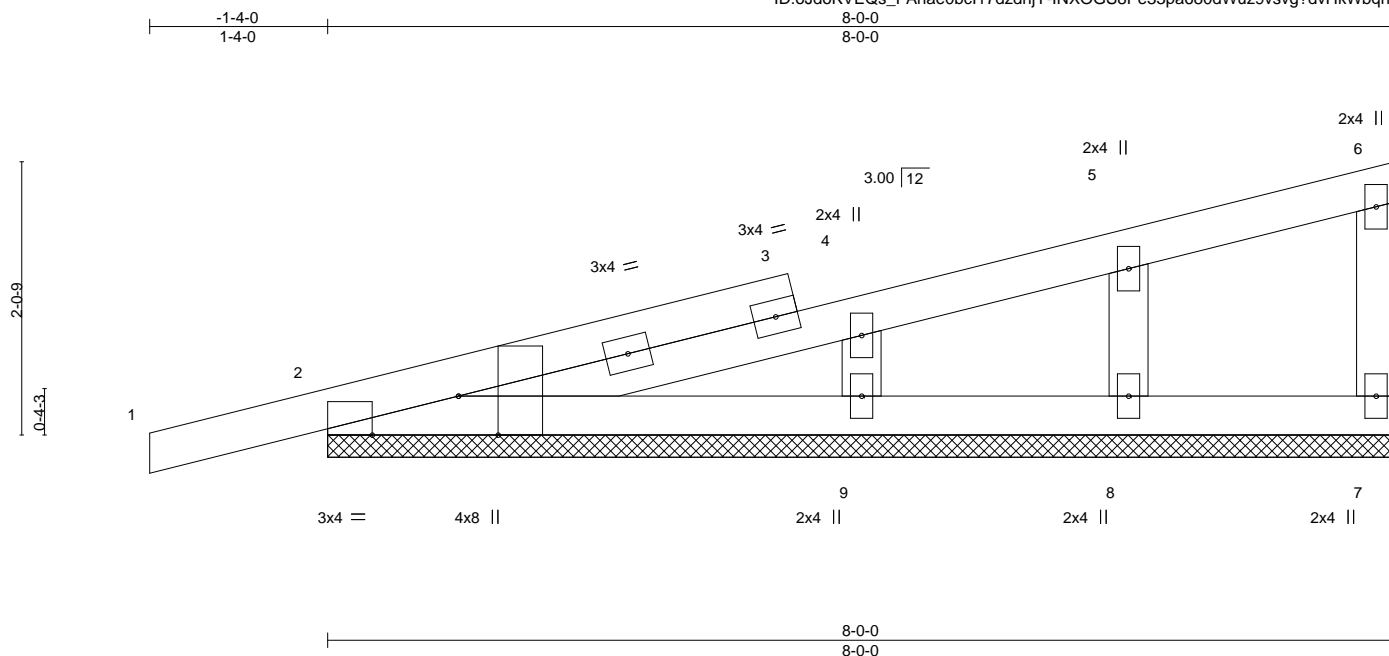 -1-4-0
8-0-0
1-4-0
8-0-0
2x4 ||
6
2x4 ||
5
3.00 12
2x4 ||
4
3x4 =
3
3x4 =
2-0-9
2
0-4-3
1
9
8
7
3x4 =
4x8 ||
2x4 ||
2x4 ||
2x4 ||
8-0-0
8-0-0